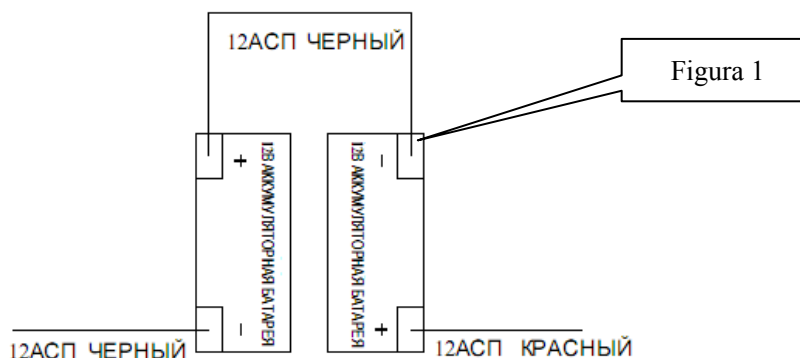 12АСП ЧЕРНЫЙ
Figura 1
+
12В АККУМУЛЯТОРНАЯ БАТАРЕЯ
−
−
12В АККУМУЛЯТОРНАЯ БАТАРЕЯ
+
12АСП ЧЕРНЫЙ
12АСП КРАСНЫЙ